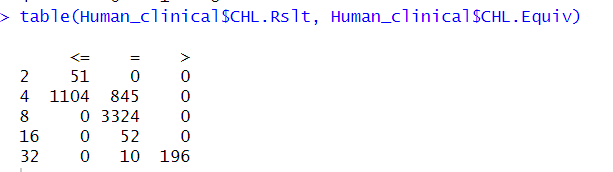 > table(Human_clinical$CHL.Rslt, Human_clinical$CHL.Equiv)
<= = >
2 51 0 0
4 1104 845 0
8 0 3324 0
16 0 52 0
32 0 10 196